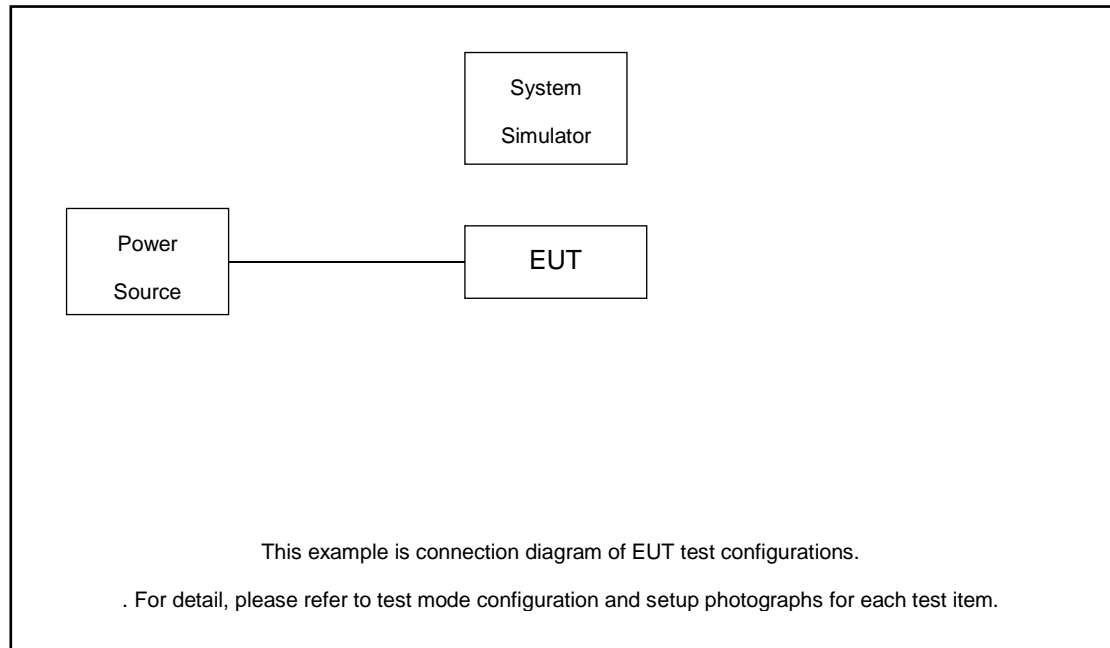 System
Simulator
Power
Source
EUT
This example is connection diagram of EUT test configurations.
. For detail, please refer to test mode configuration and setup photographs for each test item.